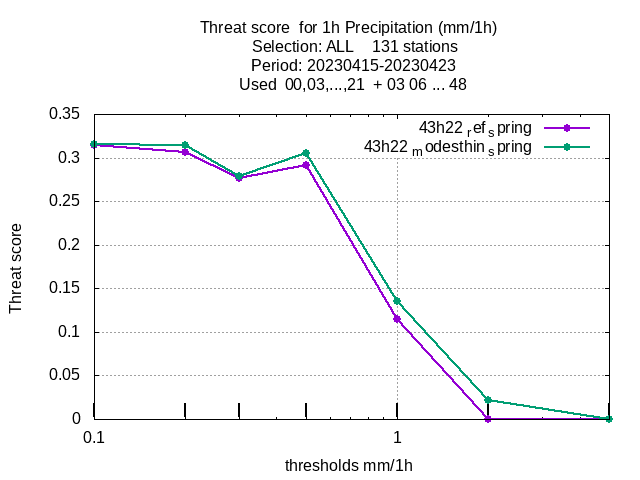 Threat score  for 1h Precipitation (mm/1h)
Selection: ALL    131 stations
Period: 20230415-20230423
Used  00,03,...,21  + 03 06 ... 48
43h22 ref spring
43h22 modesthin spring
0.35
0.3
0.25
0.2
0.15
0.1
0.05
0
Threat score
0.1
1
thresholds mm/1h